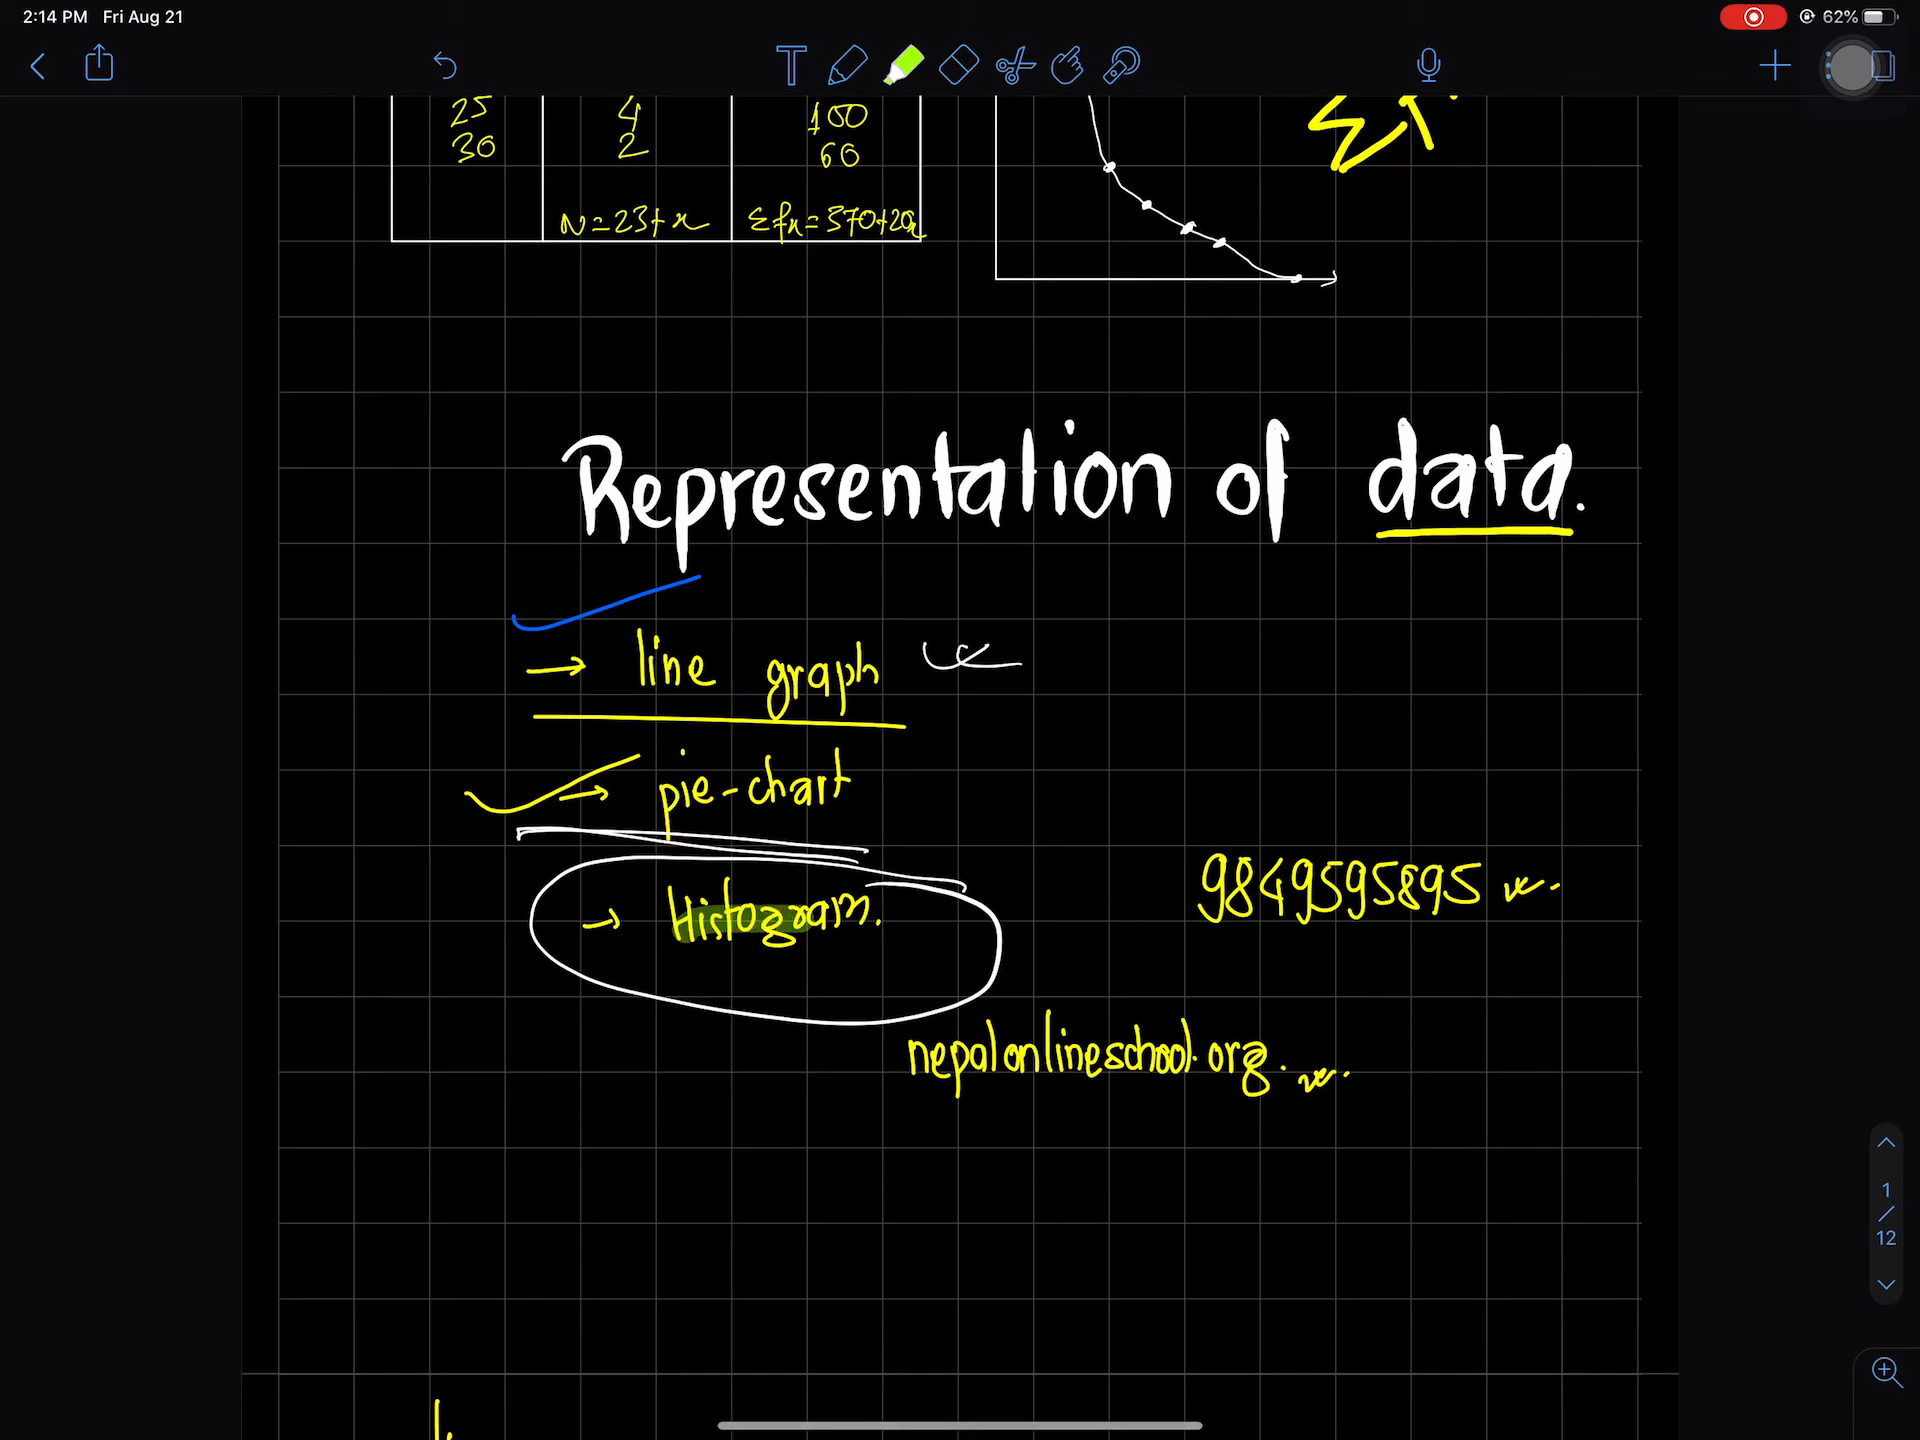 2:14 PM Fri Aug 21
62%
25 4 100
30 2 60
N=23+x Σfx=370+20x
Representation of data.
→ line graph
→ pie-chart
→ Histogram.
9849595895
nepalonlineschool.org.
1
/
12